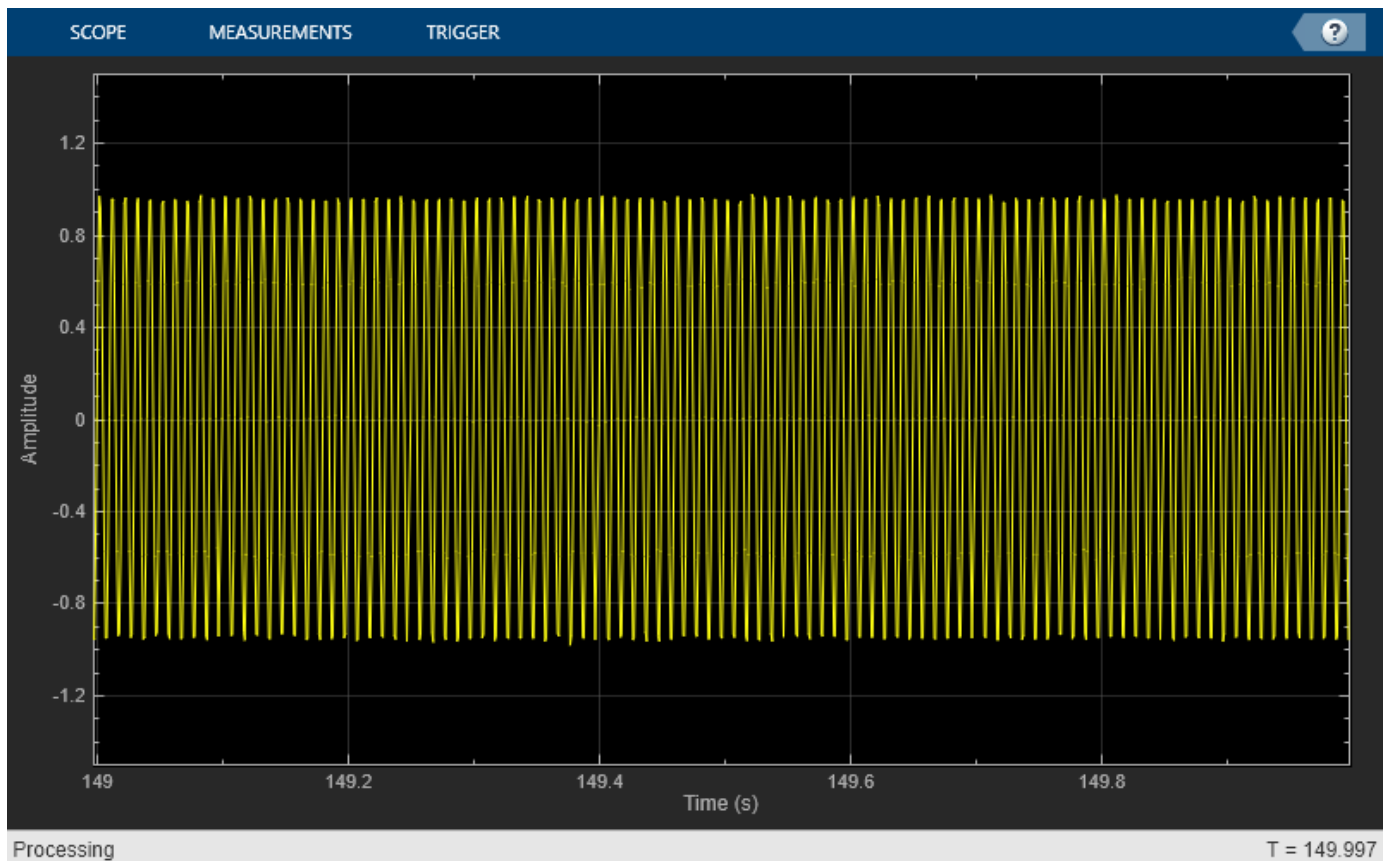 SCOPE MEASUREMENTS TRIGGER ?
1.2
0.8
0.4
0
-0.4
-0.8
-1.2
Amplitude
149 149.2 149.4 149.6 149.8
Time (s)
Processing T = 149.997